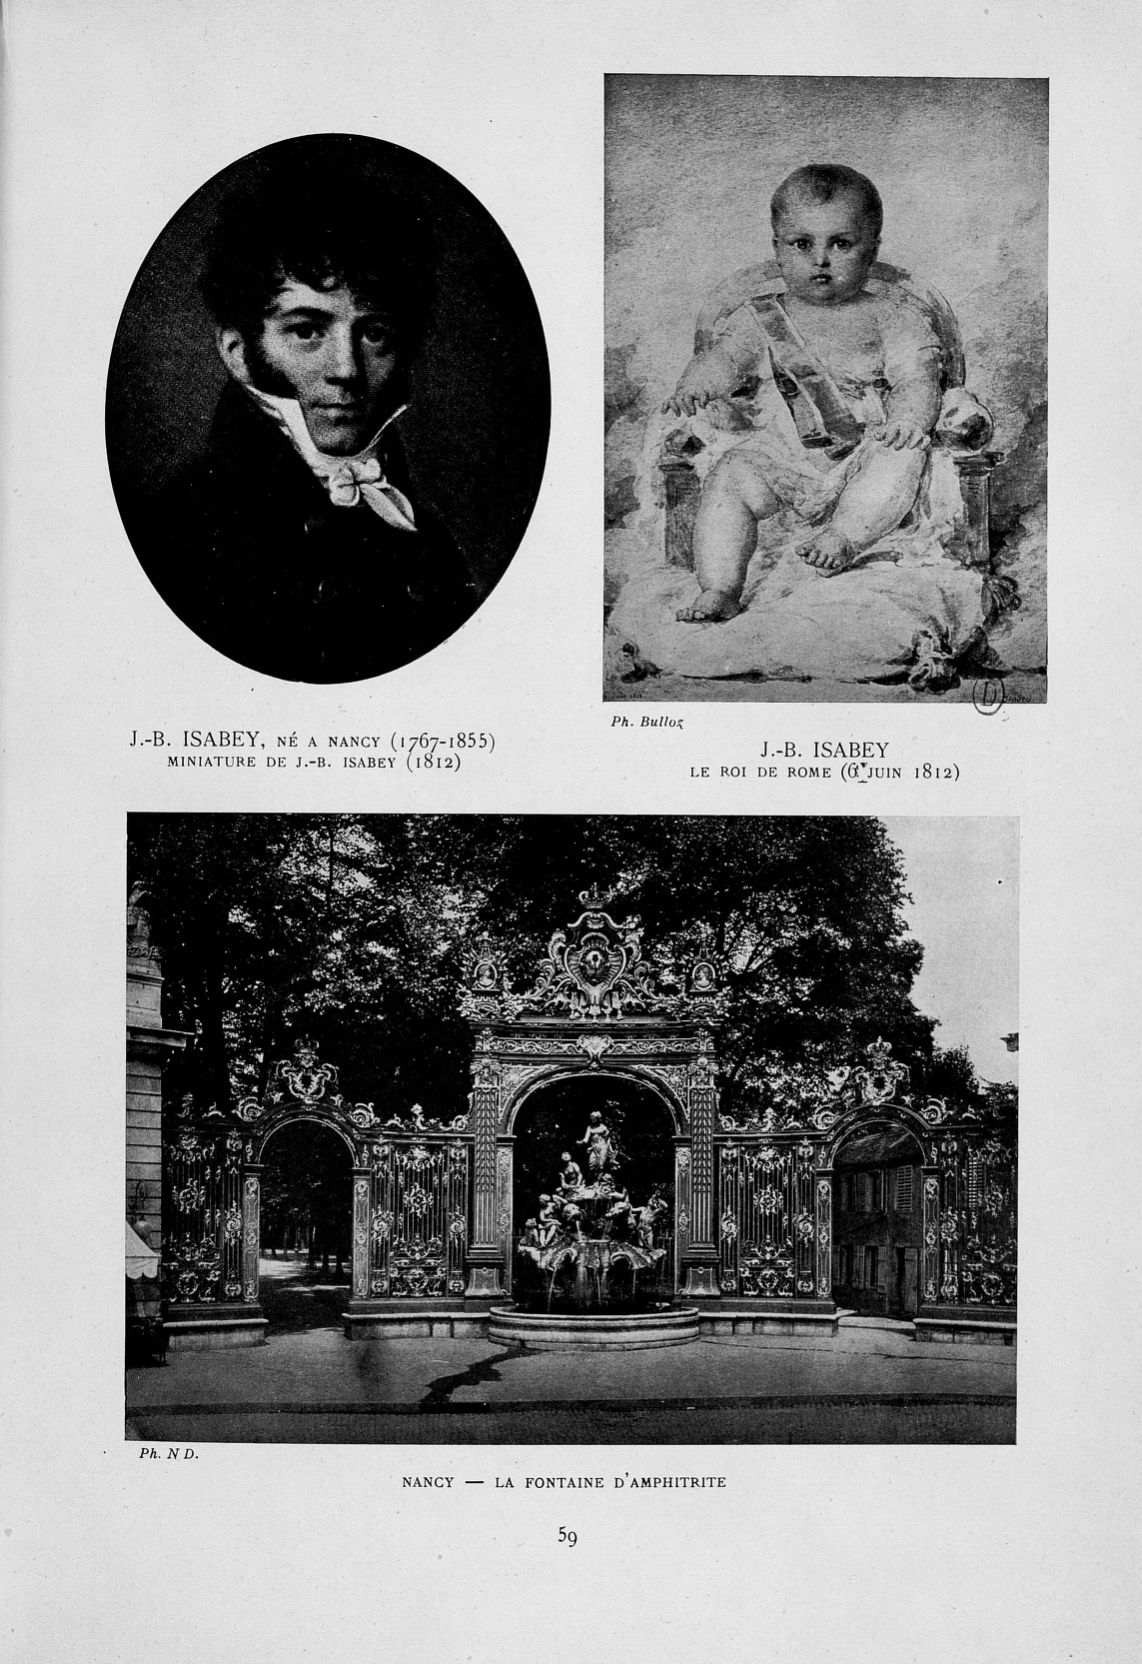 J.-B. ISABEY, NÉ A NANCY (1767-1855)
MINIATURE DE J.-B. ISABEY (1812)
Ph. Bulloz
J.-B. ISABEY
LE ROI DE ROME (JUIN 1812)
Ph. N D.
NANCY — LA FONTAINE D'AMPHITRITE
59